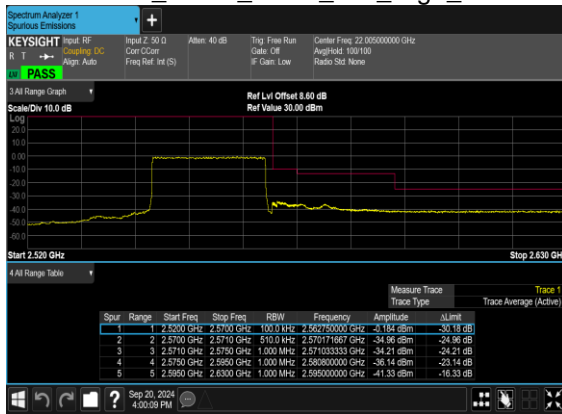 Spectrum Analyzer 1
Spurious Emissions
KEYSIGHT Input: RF Input Z: 50 Ω Atten: 40 dB Trig: Free Run Center Freq: 22.005000000 GHz
R T Coupling: DC Corr CCorr Gate: Off Avg|Hold: 100/100
Align: Auto Freq Ref: Int (S) IF Gain: Low Radio Std: None
PASS
3 All Range Graph
Ref Lvl Offset 8.60 dB
Scale/Div 10.0 dB Ref Value 30.00 dBm
Log
20.0
10.0
0.00
-10.0
-20.0
-30.0
-40.0
-50.0
-60.0
Start 2.520 GHz Stop 2.630 GHz
4 All Range Table
Measure Trace Trace 1
Trace Type Trace Average (Active)
Spur Range Start Freq Stop Freq RBW Frequency Amplitude ΔLimit
1 1 2.5200 GHz 2.5700 GHz 100.0 kHz 2.562750000 GHz -0.184 dBm -30.18 dB
2 2 2.5700 GHz 2.5710 GHz 510.0 kHz 2.570171667 GHz -34.96 dBm -24.96 dB
3 3 2.5710 GHz 2.5750 GHz 1.000 MHz 2.571033333 GHz -34.21 dBm -24.21 dB
4 4 2.5750 GHz 2.5950 GHz 1.000 MHz 2.580800000 GHz -36.14 dBm -23.14 dB
5 5 2.5950 GHz 2.6300 GHz 1.000 MHz 2.595000000 GHz -41.33 dBm -16.33 dB
Sep 20, 2024
4:00:09 PM